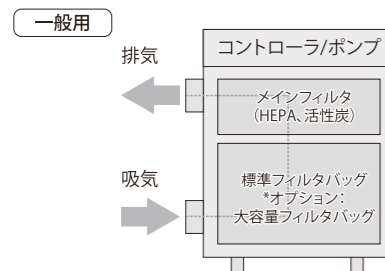 一般用
排気
コントローラ/ポンプ
メインフィルタ
(HEPA、活性炭)
吸気
標準フィルタバッグ
*オプション:
大容量フィルタバッグ